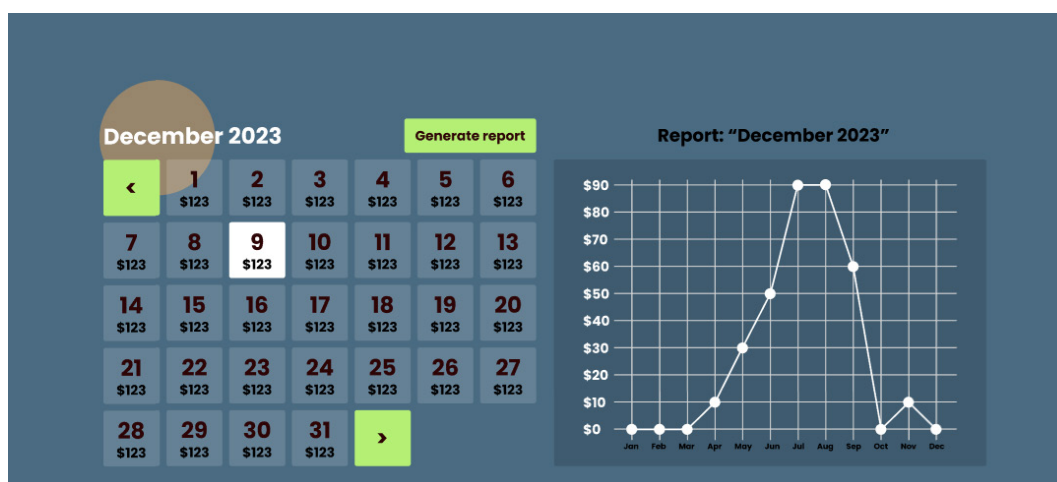 December 2023
Generate report
< 1 2 3 4 5 6
$123 $123 $123 $123 $123 $123
7 8 9 10 11 12 13
$123 $123 $123 $123 $123 $123 $123
14 15 16 17 18 19 20
$123 $123 $123 $123 $123 $123 $123
21 22 23 24 25 26 27
$123 $123 $123 $123 $123 $123 $123
28 29 30 31 >
$123 $123 $123 $123
Report: “December 2023”
$90
$80
$70
$60
$50
$40
$30
$20
$10
$0
Jan Feb Mar Apr May Jun Jul Aug Sep Oct Nov Dec